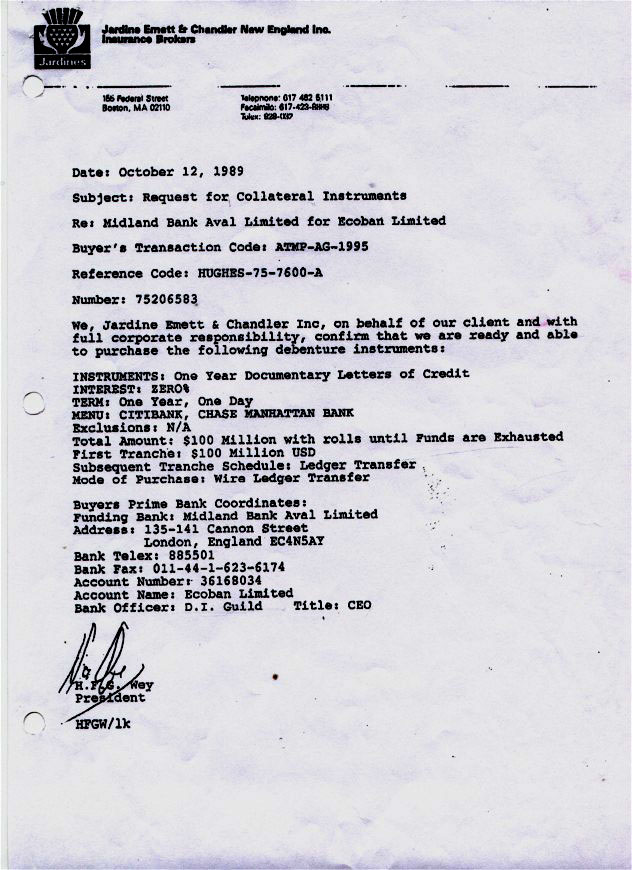 Jardine Emett & Chandler New England Inc.
Insurance Brokers
Jardines
155 Federal Street
Boston, MA 02110
Telephone: 617 482 5111
Facsimile: 617-423-
Telex:
Date: October 12, 1989
Subject: Request for Collateral Instruments
Re: Midland Bank Aval Limited for Ecoban Limited
Buyer's Transaction Code: ATMP-AG-1995
Reference Code: HUGHES-75-7600-A
Number: 75206583
We, Jardine Emett & Chandler Inc, on behalf of our client and with
full corporate responsibility, confirm that we are ready and able
to purchase the following debenture instruments:
INSTRUMENTS: One Year Documentary Letters of Credit
INTEREST: ZERO%
TERM: One Year, One Day
MENU: CITIBANK, CHASE MANHATTAN BANK
Exclusions: N/A
Total Amount: $100 Million with rolls until Funds are Exhausted
First Tranche: $100 Million USD
Subsequent Tranche Schedule: Ledger Transfer
Mode of Purchase: Wire Ledger Transfer
Buyers Prime Bank Coordinates:
Funding Bank: Midland Bank Aval Limited
Address: 135-141 Cannon Street
London, England EC4N5AY
Bank Telex: 885501
Bank Fax: 011-44-1-623-6174
Account Number: 36168034
Account Name: Ecoban Limited
Bank Officer: D.I. Guild Title: CEO
H.F.G. Wey
President
HFGW/lk